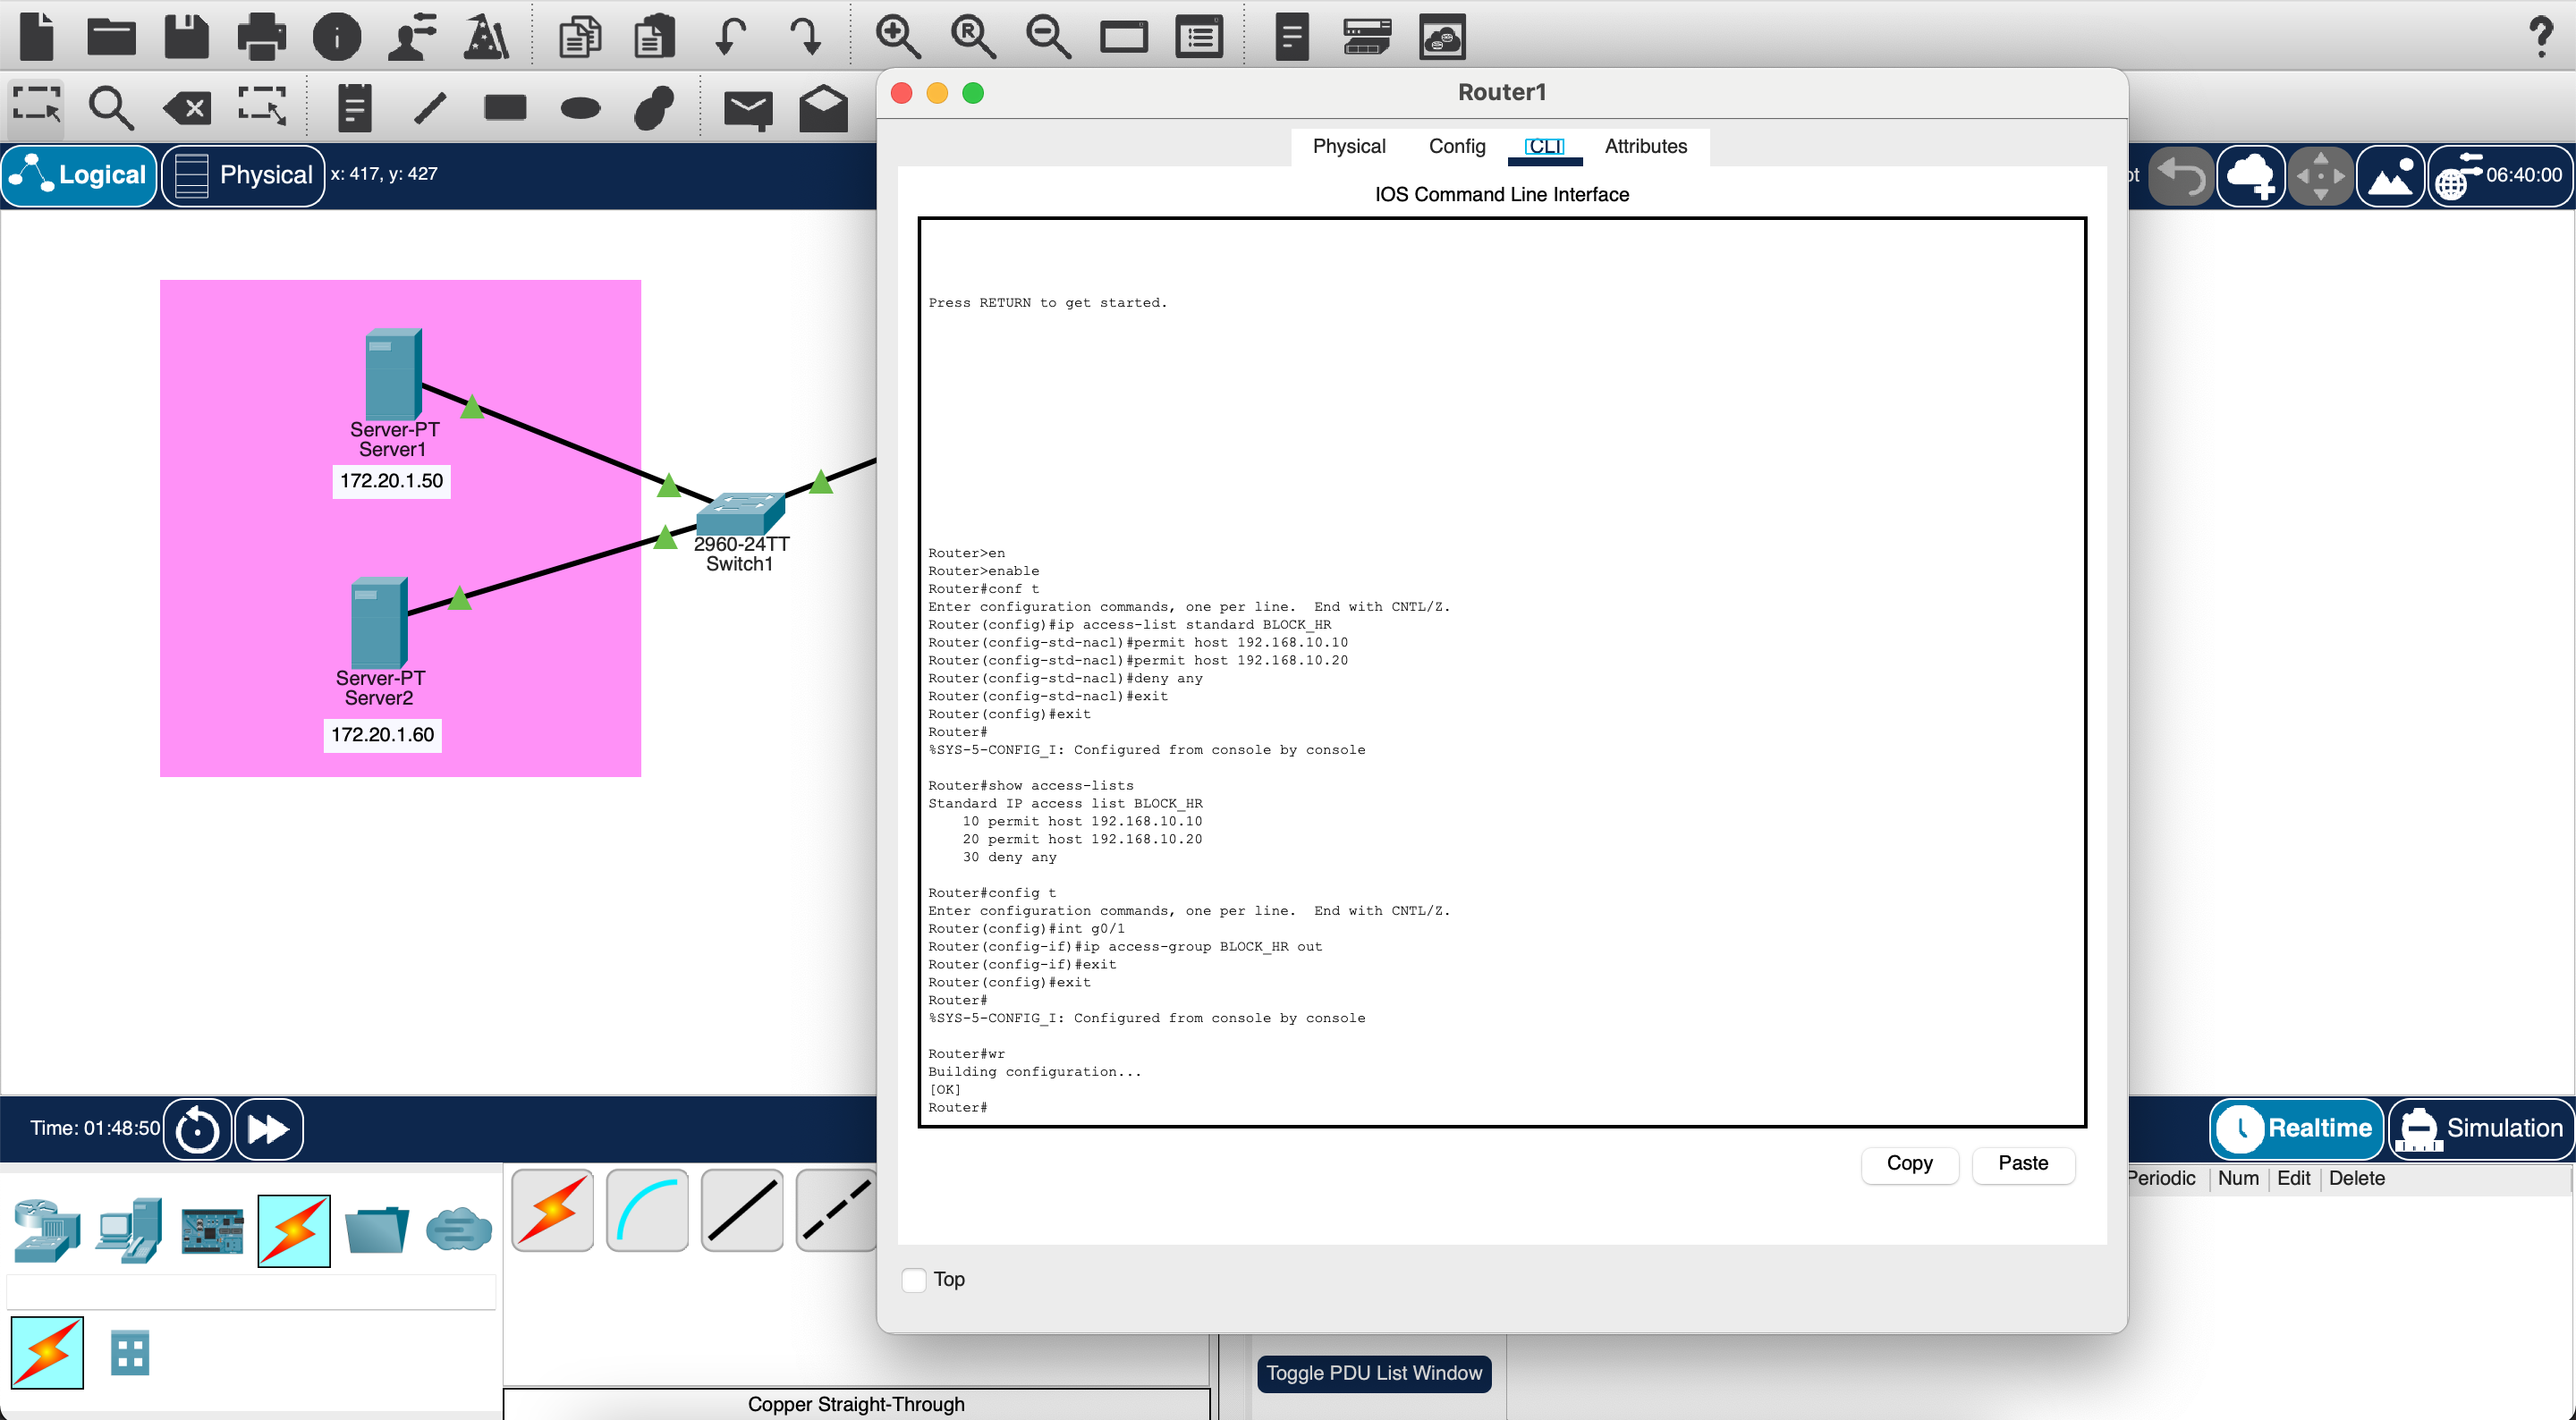 Router1
Physical Config CLI Attributes
IOS Command Line Interface
Logical Physical x: 417, y: 427
ot 06:40:00
Press RETURN to get started.
Router>en
Router>enable
Router#conf t
Enter configuration commands, one per line.  End with CNTL/Z.
Router(config)#ip access-list standard BLOCK_HR
Router(config-std-nacl)#permit host 192.168.10.10
Router(config-std-nacl)#permit host 192.168.10.20
Router(config-std-nacl)#deny any
Router(config-std-nacl)#exit
Router(config)#exit
Router#
%SYS-5-CONFIG_I: Configured from console by console
Router#show access-lists
Standard IP access list BLOCK_HR
    10 permit host 192.168.10.10
    20 permit host 192.168.10.20
    30 deny any
Router#config t
Enter configuration commands, one per line.  End with CNTL/Z.
Router(config)#int g0/1
Router(config-if)#ip access-group BLOCK_HR out
Router(config-if)#exit
Router(config)#exit
Router#
%SYS-5-CONFIG_I: Configured from console by console
Router#wr
Building configuration...
[OK]
Router#
Copy Paste
Top
Server-PT
Server1
172.20.1.50
2960-24TT
Switch1
Server-PT
Server2
172.20.1.60
Time: 01:48:50
Realtime Simulation
Periodic Num Edit Delete
Toggle PDU List Window
Copper Straight-Through